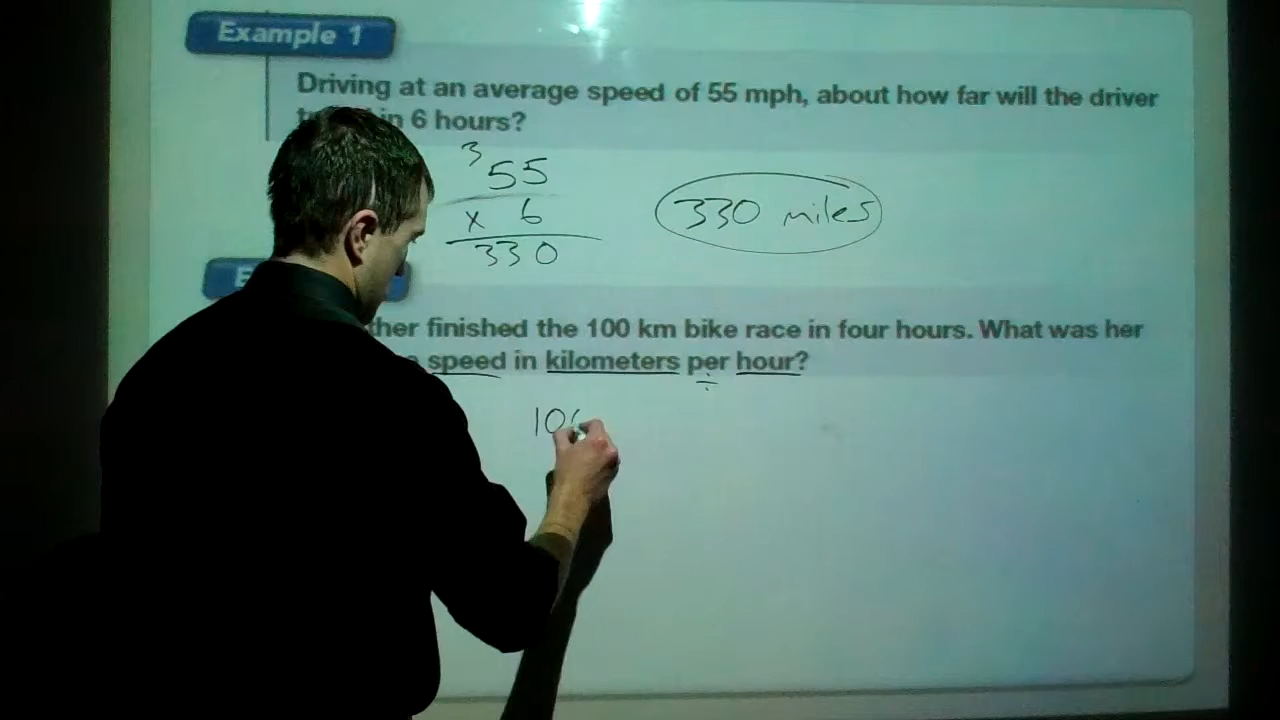 Example 1
Driving at an average speed of 55 mph, about how far will the driver
in 6 hours?
3
55
x 6
330
330 miles
finished the 100 km bike race in four hours. What was her
speed in kilometers per hour?
÷
10